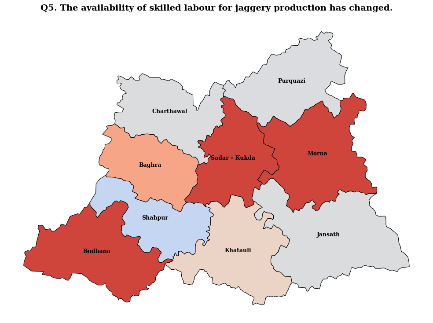 Q5. The availability of skilled labour for jaggery production has changed.
Purquazi
Charthawal
Baghra
Sadar - Kukda
Morna
Shahpur
Jansath
Budhana
Khatauli